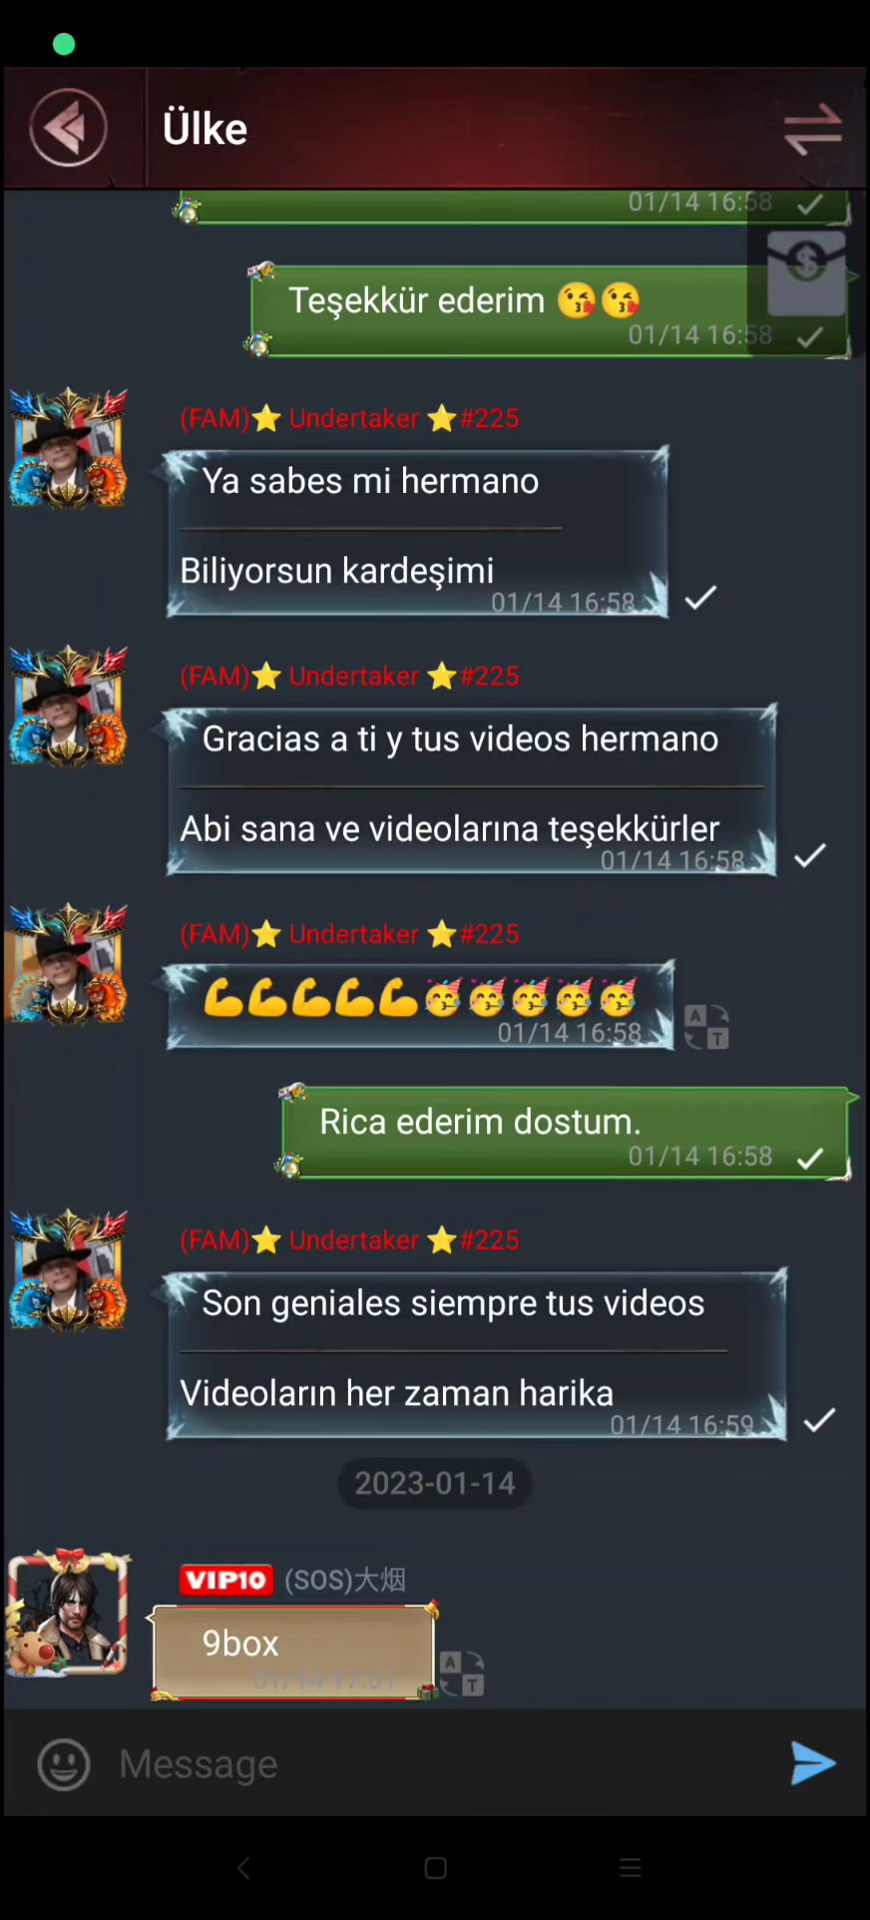 Ülke
01/14 16:58
Teşekkür ederim 😘😘
01/14 16:58
(FAM)⭐ Undertaker ⭐#225
Ya sabes mi hermano
Biliyorsun kardeşimi
01/14 16:58
(FAM)⭐ Undertaker ⭐#225
Gracias a ti y tus videos hermano
Abi sana ve videolarına teşekkürler
01/14 16:58
(FAM)⭐ Undertaker ⭐#225
💪💪💪💪💪🥳🥳🥳🥳🥳
01/14 16:58
Rica ederim dostum.
01/14 16:58
(FAM)⭐ Undertaker ⭐#225
Son geniales siempre tus videos
Videoların her zaman harika
01/14 16:59
2023-01-14
VIP10 (SOS)大烟
9box
01/14 17:01
Message